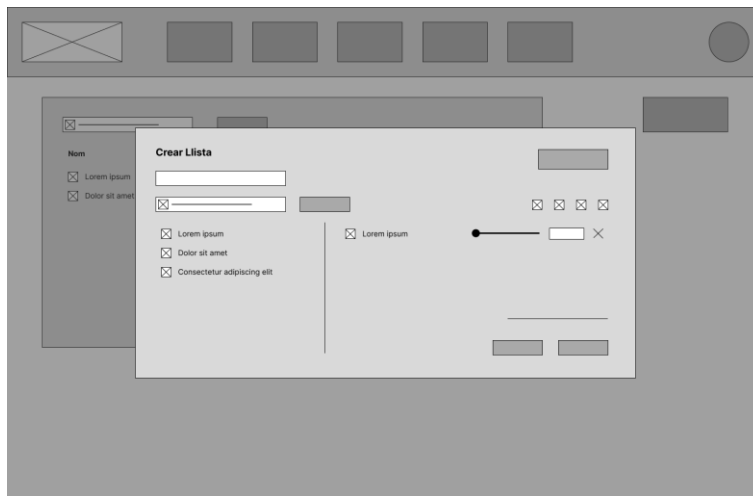 Nom
Lorem ipsum
Dolor sit amet
Crear Llista
Lorem ipsum
Dolor sit amet
Consectetur adipiscing elit
Lorem ipsum